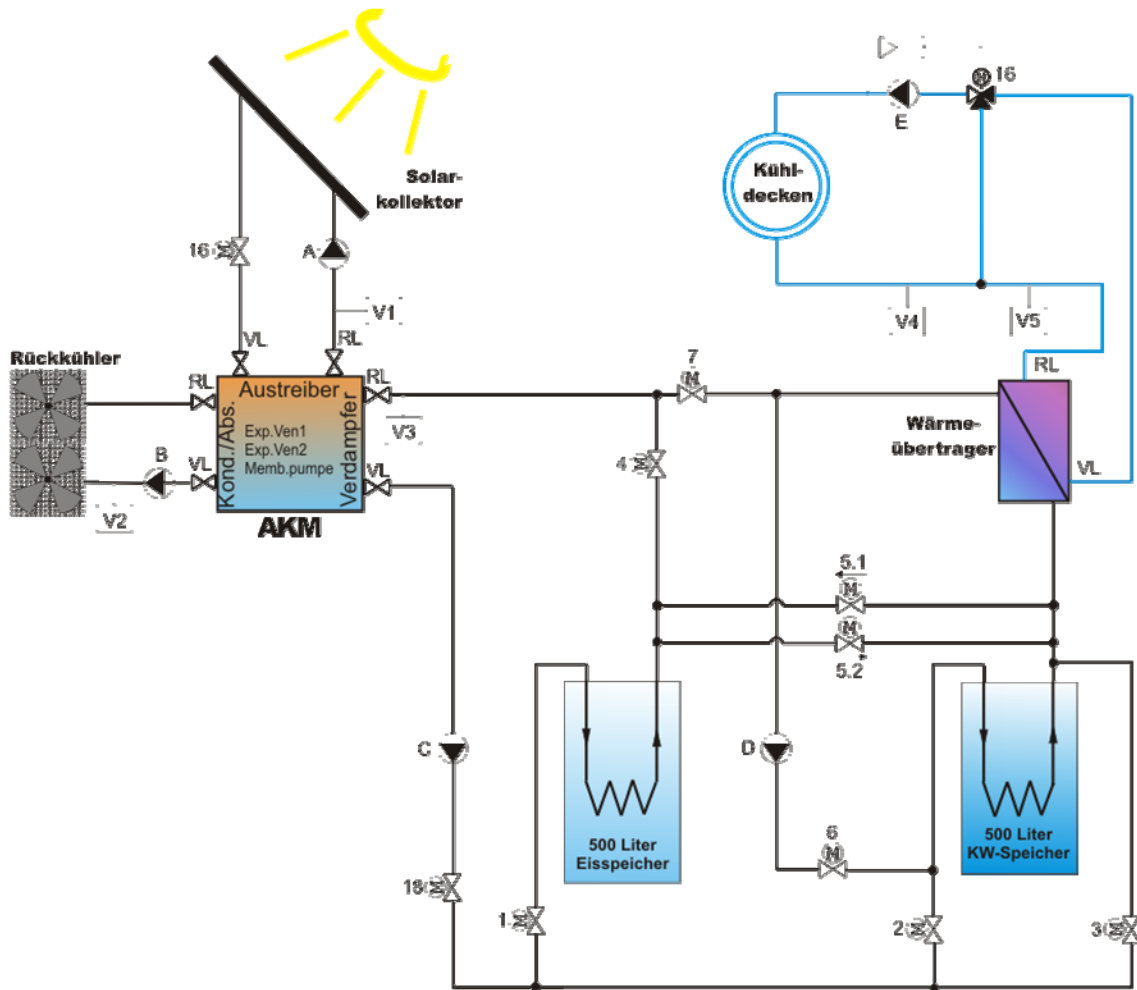 16
E
Kühl-
decken
Solar-
kollektor
16
M
A
V1
V4
V5
VL
RL
Rückkühler
RL
Austreiber
RL
7
M
RL
Kond./Abs.
Exp.Ven1
Exp.Ven2
Memb.pumpe
Verdampfer
V3
Wärme-
übertrager
4
M
B
VL
VL
VL
V2
AKM
5.1
M
M
5.2
C
D
6
M
500 Liter
Eisspeicher
500 Liter
KW-Speicher
18
M
1
M
2
M
3
M